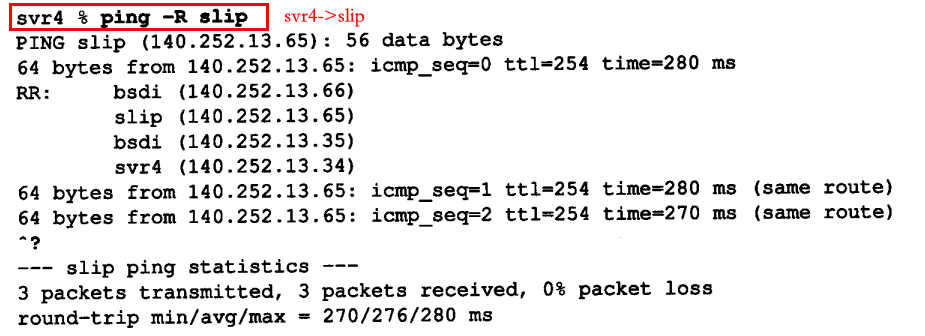 svr4 % ping -R slip svr4->slip
PING slip (140.252.13.65): 56 data bytes
64 bytes from 140.252.13.65: icmp_seq=0 ttl=254 time=280 ms
RR: bsdi (140.252.13.66)
slip (140.252.13.65)
bsdi (140.252.13.35)
svr4 (140.252.13.34)
64 bytes from 140.252.13.65: icmp_seq=1 ttl=254 time=280 ms (same route)
64 bytes from 140.252.13.65: icmp_seq=2 ttl=254 time=270 ms (same route)
^?
--- slip ping statistics ---
3 packets transmitted, 3 packets received, 0% packet loss
round-trip min/avg/max = 270/276/280 ms